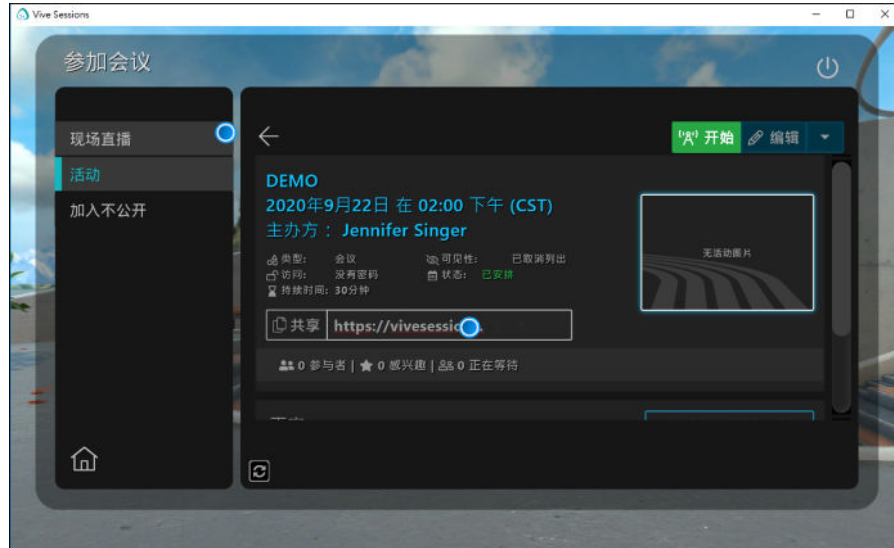 Vive Sessions
参加会议
现场直播
活动
加入不公开
开始 编辑
DEMO
2020年9月22日 在 02:00 下午 (CST)
主办方： Jennifer Singer
类型： 会议 可见性： 已取消列出
访问： 没有密码 状态： 已安排
持续时间： 30分钟
无活动图片
共享 https://vivesessic
0 参与者 | 0 感兴趣 | 0 正在等待